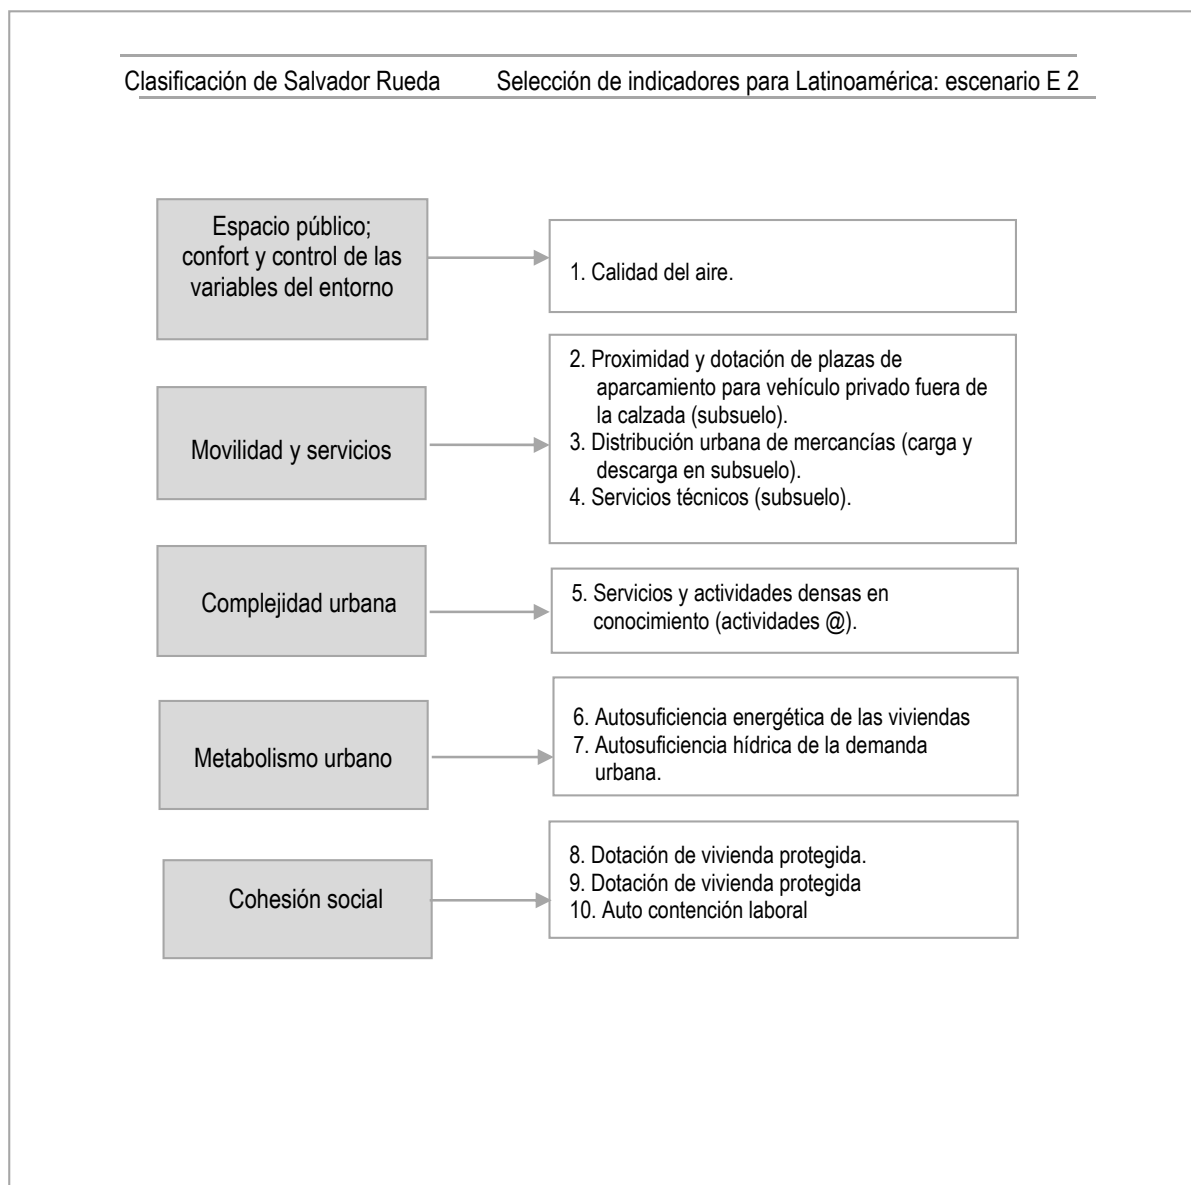 Clasificación de Salvador Rueda
Selección de indicadores para Latinoamérica: escenario E 2
Espacio público;
confort y control de las
variables del entorno
1. Calidad del aire.
Movilidad y servicios
2. Proximidad y dotación de plazas de
aparcamiento para vehículo privado fuera de
la calzada (subsuelo).
3. Distribución urbana de mercancías (carga y
descarga en subsuelo).
4. Servicios técnicos (subsuelo).
Complejidad urbana
5. Servicios y actividades densas en
conocimiento (actividades @).
Metabolismo urbano
6. Autosuficiencia energética de las viviendas
7. Autosuficiencia hídrica de la demanda
urbana.
Cohesión social
8. Dotación de vivienda protegida.
9. Dotación de vivienda protegida
10. Auto contención laboral